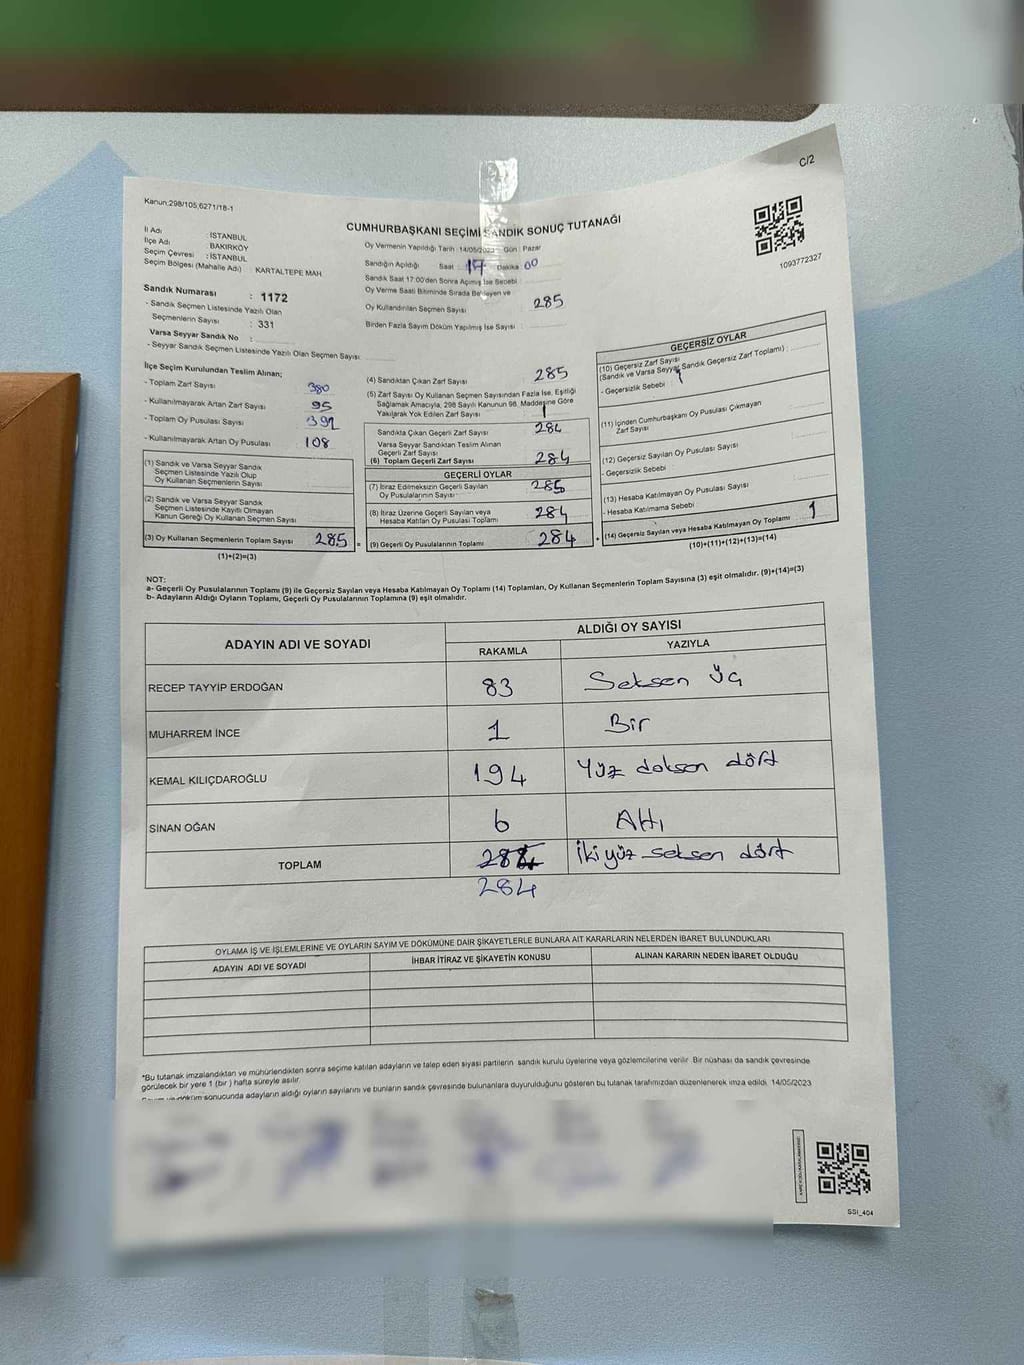 C/2
Kanun:298/105,6271/18-1
CUMHURBAŞKANI SEÇİMİ SANDIK SONUÇ TUTANAĞI
1093772327
İl Adı : İSTANBUL
İlçe Adı : BAKIRKÖY
Seçim Çevresi : İSTANBUL
Seçim Bölgesi (Mahalle Adı) KARTALTEPE MAH
Sandık Numarası : 1172
- Sandık Seçmen Listesinde Yazılı Olan
Seçmenlerin Sayısı : 331
Varsa Seyyar Sandık No :
- Seyyar Sandık Seçmen Listesinde Yazılı Olan Seçmen Sayısı
Oy Vermenin Yapıldığı Tarih :14/05/2023 Gün : Pazar
Sandığın Açıldığı Saat : 17 Dakika 00
Sandık Saat 17:00'den Sonra Açılmış İse Sebebi :
Oy Verme Saati Bitiminde Sırada Bekleyen ve
Oy Kullandırılan Seçmen Sayısı : 285
Birden Fazla Sayım Döküm Yapılmış İse Sayısı :
İlçe Seçim Kurulundan Teslim Alınan;
- Toplam Zarf Sayısı 380
- Kullanılmayarak Artan Zarf Sayısı 95
- Toplam Oy Pusulası Sayısı 392
- Kullanılmayarak Artan Oy Pusulası 108
(1) Sandık ve Varsa Seyyar Sandık
Seçmen Listesinde Yazılı Olup
Oy Kullanan Seçmenlerin Sayısı
(2) Sandık ve Varsa Seyyar Sandık
Seçmen Listesinde Kayıtlı Olmayan
Kanun Gereği Oy Kullanan Seçmen Sayısı
(3) Oy Kullanan Seçmenlerin Toplam Sayısı 285
(1)+(2)=(3)
(4) Sandıktan Çıkan Zarf Sayısı 285
(5) Zarf Sayısı Oy Kullanan Seçmen Sayısından Fazla İse, Eşitliği
Sağlamak Amacıyla, 298 Sayılı Kanunun 98. Maddesine Göre
Yakılarak Yok Edilen Zarf Sayısı 1
Sandıkta Çıkan Geçerli Zarf Sayısı 284
Varsa Seyyar Sandıktan Teslim Alınan
Geçerli Zarf Sayısı
(6) Toplam Geçerli Zarf Sayısı 284
GEÇERLİ OYLAR
(7) İtiraz Edilmeksizin Geçerli Sayılan
Oy Pusulalarının Sayısı 285
(8) İtiraz Üzerine Geçerli Sayılan veya
Hesaba Katılan Oy Pusulası Toplamı 284
= (9) Geçerli Oy Pusulalarının Toplamı 284 +
GEÇERSİZ OYLAR
(10) Geçersiz Zarf Sayısı
(Sandık ve Varsa Seyyar Sandık Geçersiz Zarf Toplamı) :
- Geçersizlik Sebebi : 1
(11) İçinden Cumhurbaşkanı Oy Pusulası Çıkmayan
Zarf Sayısı
(12) Geçersiz Sayılan Oy Pusulası Sayısı
- Geçersizlik Sebebi
(13) Hesaba Katılmayan Oy Pusulası Sayısı
- Hesaba Katılmama Sebebi
(14) Geçersiz Sayılan veya Hesaba Katılmayan Oy Toplamı 1
(10)+(11)+(12)+(13)=(14)
NOT:
a- Geçerli Oy Pusulalarının Toplamı (9) ile Geçersiz Sayılan veya Hesaba Katılmayan Oy Toplamı (14) Toplamları, Oy Kullanan Seçmenlerin Toplam Sayısına (3) eşit olmalıdır. (9)+(14)=(3)
b- Adayların Aldığı Oyların Toplamı, Geçerli Oy Pusulalarının Toplamına (9) eşit olmalıdır.
ADAYIN ADI VE SOYADI ALDIĞI OY SAYISI
RAKAMLA YAZIYLA
RECEP TAYYİP ERDOĞAN 83 Seksen üç
MUHARREM İNCE 1 Bir
KEMAL KILIÇDAROĞLU 194 Yüz doksen dört
SİNAN OĞAN 6 Altı
TOPLAM İkiyüz seksen dört
284
OYLAMA İŞ VE İŞLEMLERİNE VE OYLARIN SAYIM VE DÖKÜMÜNE DAİR ŞİKAYETLERLE BUNLARA AİT KARARLARIN NELERDEN İBARET BULUNDUKLARI
ADAYIN ADI VE SOYADI İHBAR İTİRAZ VE ŞİKAYETİN KONUSU ALINAN KARARIN NEDEN İBARET OLDUĞU
*Bu tutanak imzalandıktan ve mühürlendikten sonra seçime katılan adayların ve talep eden siyasi partilerin sandık kurulu üyelerine veya gözlemcilerine verilir. Bir nüshası da sandık çevresinde
görülecek bir yere 1 (bir) hafta süreyle asılır.
döküm sonucunda adayların aldığı oyların sayılarını ve bunların sandık çevresinde bulunanlara duyurulduğunu gösteren bu tutanak tarafımızdan düzenlenerek imza edildi. 14/05/2023
SSİ_404